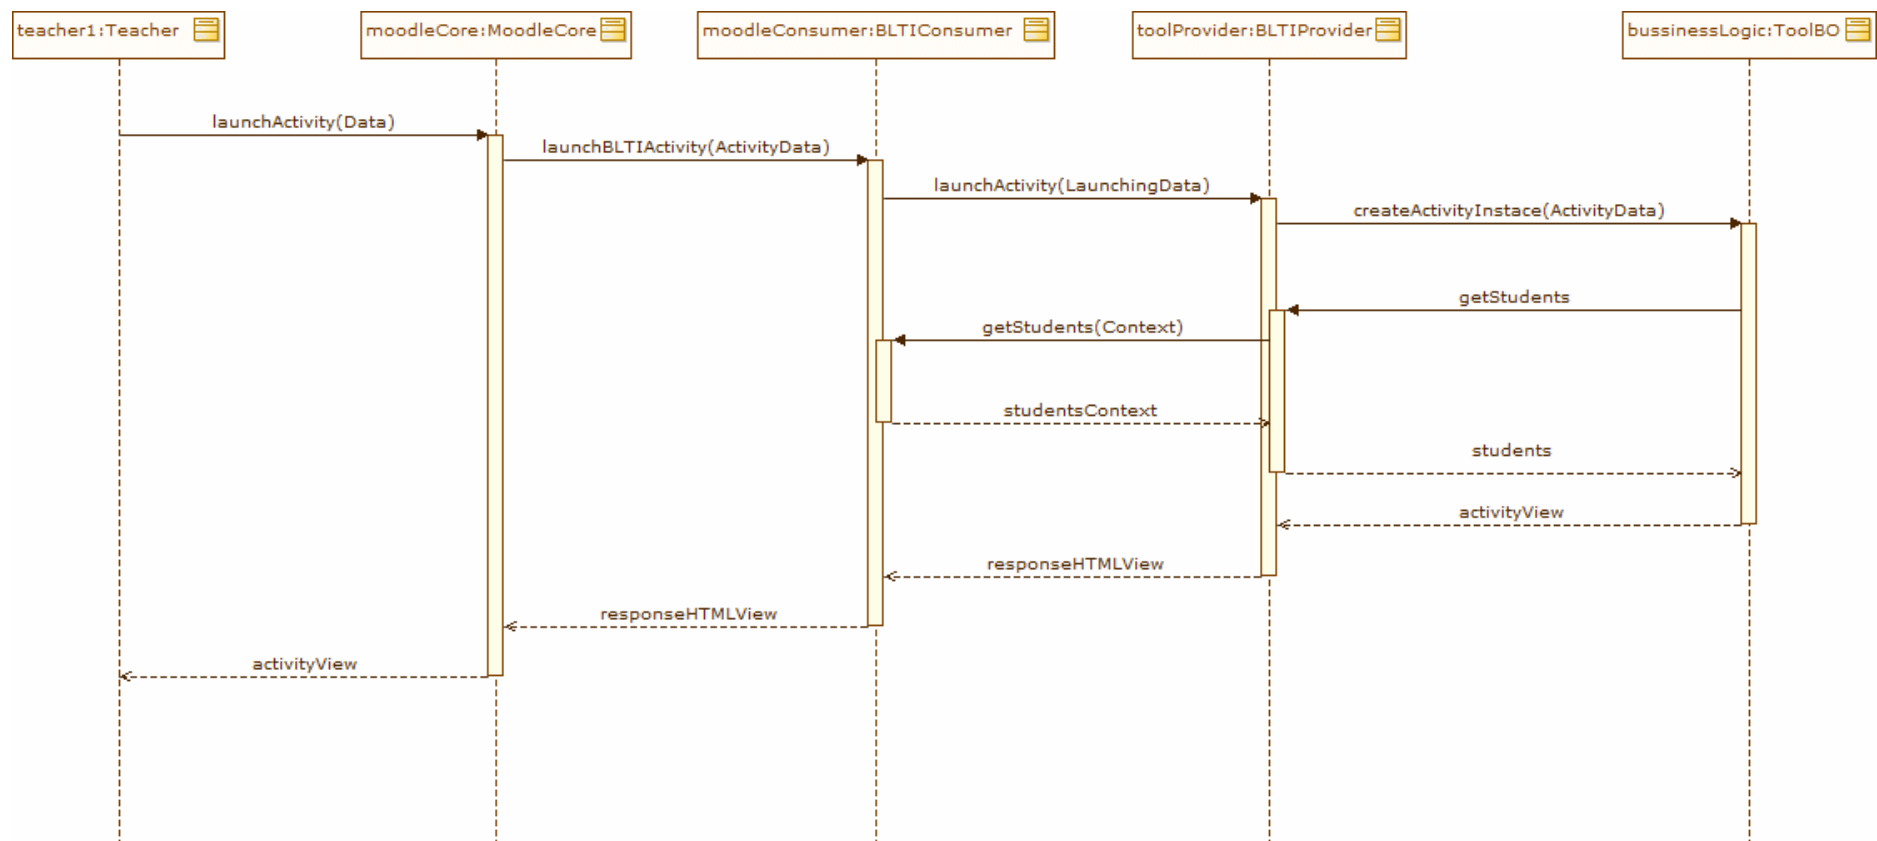 teacher1:Teacher
moodleCore:MoodleCore
moodleConsumer:BLTIConsumer
toolProvider:BLTIProvider
bussinessLogic:ToolBO
launchActivity(Data)
launchBLTIActivity(ActivityData)
launchActivity(LaunchingData)
createActivityInstace(ActivityData)
getStudents
getStudents(Context)
studentsContext
students
activityView
responseHTMLView
responseHTMLView
activityView